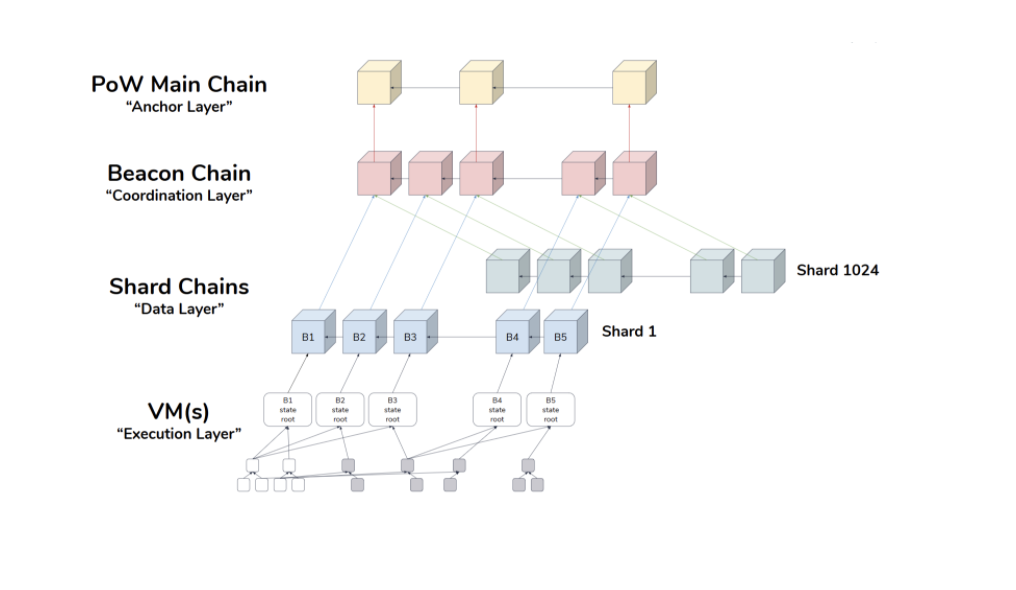 PoW Main Chain
“Anchor Layer”
Beacon Chain
“Coordination Layer”
Shard 1024
Shard Chains
“Data Layer”
B1
B2
B3
B4
B5
Shard 1
VM(s)
“Execution Layer”
B1
state
root
B2
state
root
B3
state
root
B4
state
root
B5
state
root